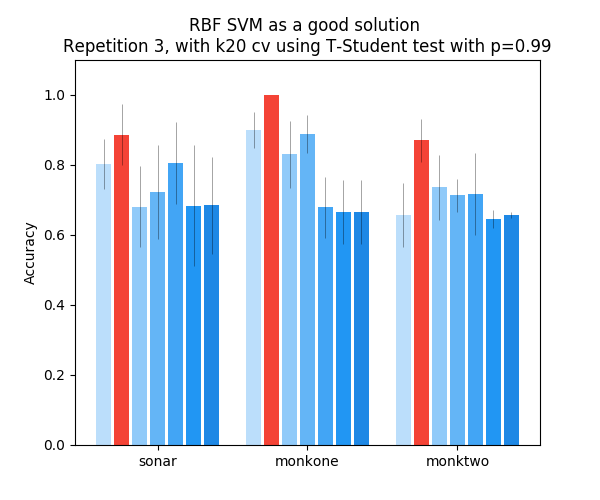 RBF SVM as a good solution
Repetition 3, with k20 cv using T-Student test with p=0.99
1.0
0.8
0.6
0.4
0.2
0.0
Accuracy
sonar monkone monktwo